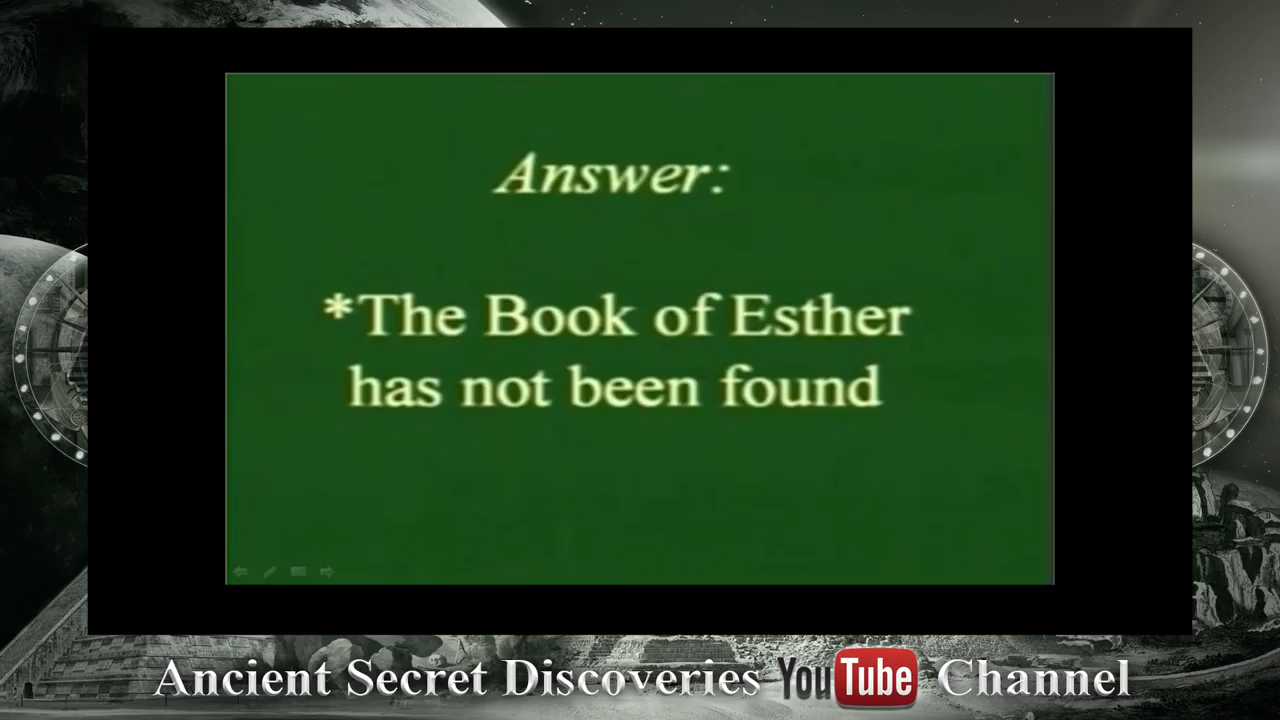 Answer:
*The Book of Esther
has not been found
Ancient Secret Discoveries YouTube Channel